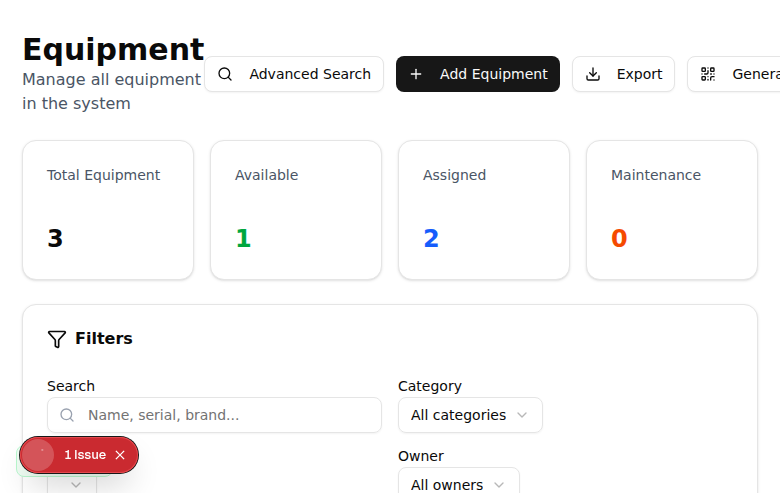 Equipment
Manage all equipment
in the system
Advanced Search
Add Equipment
Export
Genera
Total Equipment
3
Available
1
Assigned
2
Maintenance
0
Filters
Search
Name, serial, brand...
Category
All categories
1 Issue
Owner
All owners